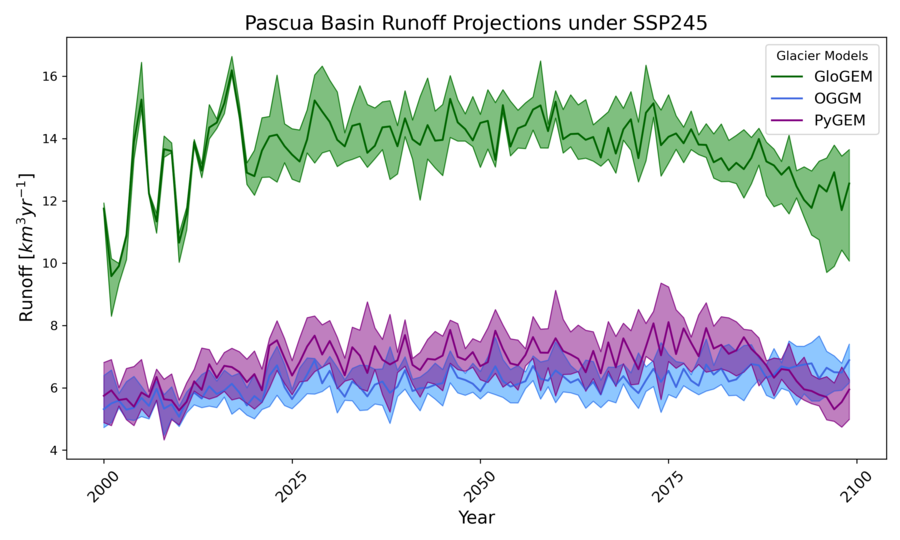 Pascua Basin Runoff Projections under SSP245
Glacier Models
GloGEM
OGGM
PyGEM
Runoff [km³yr⁻¹]
16
14
12
10
8
6
4
2000
2025
2050
2075
2100
Year